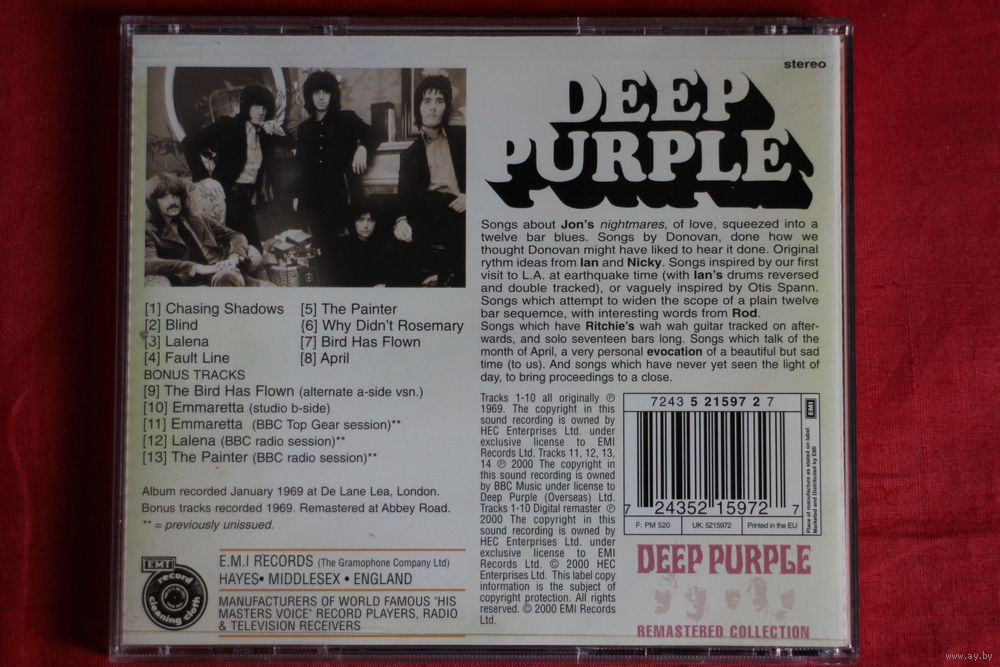 stereo
DEEP
PURPLE
Songs about Jon's nightmares, of love, squeezed into a
twelve bar blues. Songs by Donovan, done how we
thought Donovan might have liked to hear it done. Original
rythm ideas from Ian and Nicky. Songs inspired by our first
visit to L.A. at earthquake time (with Ian's drums reversed
and double tracked), or vaguely inspired by Otis Spann.
Songs which attempt to widen the scope of a plain twelve
bar sequemce, with interesting words from Rod.
Songs which have Ritchie's wah wah guitar tracked on after-
wards, and solo seventeen bars long. Songs which talk of the
month of April, a very personal evocation of a beautiful but sad
time (to us). And songs which have never yet seen the light of
day, to bring proceedings to a close.
[1] Chasing Shadows
[2] Blind
[3] Lalena
[4] Fault Line
[5] The Painter
{6] Why Didn't Rosemary
[7] Bird Has Flown
[8] April
BONUS TRACKS
[9] The Bird Has Flown (alternate a-side vsn.)
[10] Emmaretta (studio b-side)
[11] Emmaretta (BBC Top Gear session)**
[12] Lalena (BBC radio session)**
[13] The Painter (BBC radio session)**
Album recorded January 1969 at De Lane Lea, London.
Bonus tracks recorded 1969. Remastered at Abbey Road.
** = previously unissued.
EMI
record
cleaning cloth
E.M.I RECORDS (The Gramophone Company Ltd)
HAYES• MIDDLESEX • ENGLAND
MANUFACTURERS OF WORLD FAMOUS "HIS
MASTERS VOICE" RECORD PLAYERS, RADIO
& TELEVISION RECEIVERS
Tracks 1-10 all originally ℗
1969. The copyright in this
sound recording is owned by
HEC Enterprises Ltd. under
exclusive license to EMI
Records Ltd. Tracks 11, 12, 13,
14 ℗ 2000 The copyright in
this sound recording is owned
by BBC Music under license to
Deep Purple (Overseas) Ltd.
Tracks 1-10 Digital remaster ℗
2000 The copyright in this
sound recording is owned by
HEC Enterprises Ltd. under
exclusive license to EMI
Records Ltd. © 2000 HEC
Enterprises Ltd. This label copy
information is the subject of
copyright protection. All rights
reserved. © 2000 EMI Records
Ltd.
7243 5 21597 2 7
7 24352 15972 7
F: PM 520
UK: 5215972
Printed in the EU
EMI
Place of manufacture as stated on label
Marketed and Distributed by EMI
DEEP PURPLE
REMASTERED COLLECTION
www.ay.by